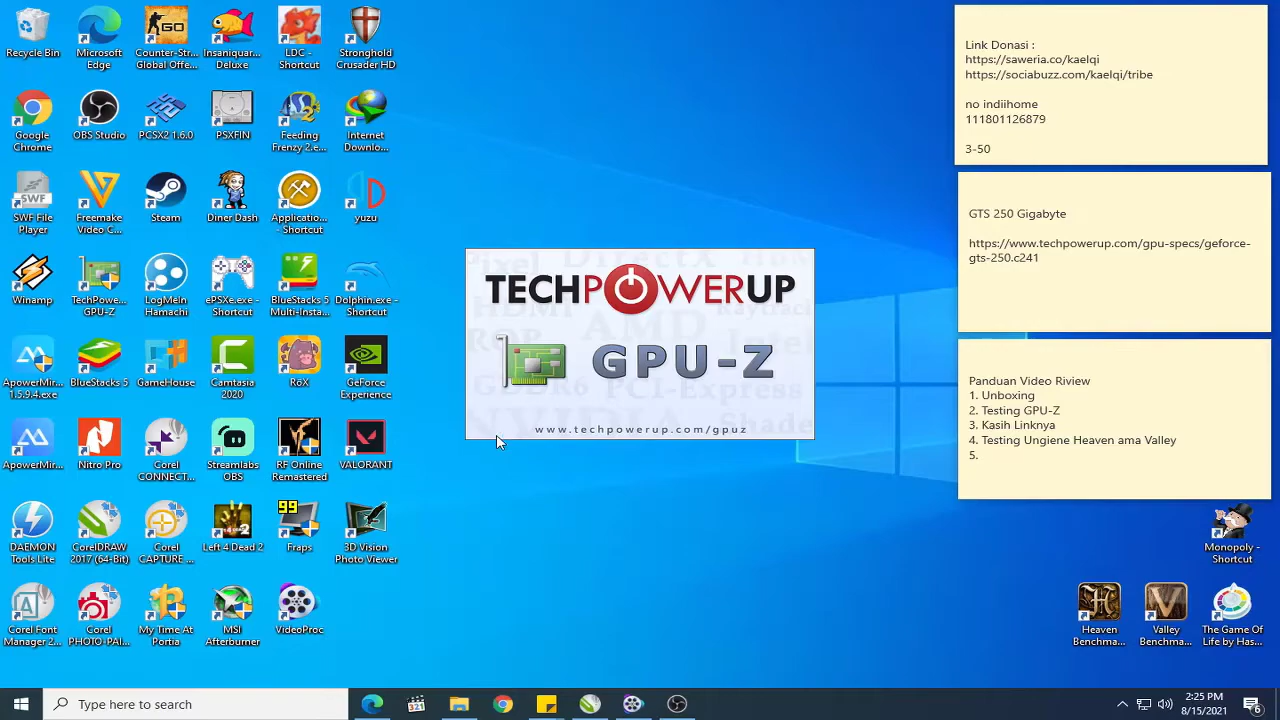 Recycle Bin
Microsoft
Edge
Counter-Str...
Global Offe...
Insaniquar...
Deluxe
LDC -
Shortcut
Stronghold
Crusader HD
Google
Chrome
OBS Studio
PCSX2 1.6.0
PSXFIN
Feeding
Frenzy 2.e...
Internet
Downlo...
SWF
SWF File
Player
Freemake
Video C...
Steam
Diner Dash
Applicatio...
- Shortcut
yuzu
Winamp
TechPowe...
GPU-Z
LogMeIn
Hamachi
ePSXe.exe -
Shortcut
BlueStacks 5
Multi-Insta...
Dolphin.exe -
Shortcut
ApowerMir...
1.5.9.4.exe
BlueStacks 5
GameHouse
Camtasia
2020
RöX
GeForce
Experience
ApowerMir...
Nitro Pro
Corel
CONNECT...
Streamlabs
OBS
RF Online
Remastered
VALORANT
DAEMON
Tools Lite
CorelDRAW
2017 (64-Bit)
Corel
CAPTURE ...
Left 4 Dead 2
99
Fraps
3D Vision
Photo Viewer
Corel Font
Manager 2...
Corel
PHOTO-PAI...
My Time At
Portia
MSI
Afterburner
VideoProc
TECHPOWERUP
GPU-Z
www.techpowerup.com/gpuz
Link Donasi :
https://saweria.co/kaelqi
https://sociabuzz.com/kaelqi/tribe
no indiihome
111801126879
3-50
GTS 250 Gigabyte
https://www.techpowerup.com/gpu-specs/geforce-
gts-250.c241
Panduan Video Riview
1. Unboxing
2. Testing GPU-Z
3. Kasih Linknya
4. Testing Ungiene Heaven ama Valley
5.
Monopoly -
Shortcut
Heaven
Benchma...
Valley
Benchma...
The Game Of
Life by Has...
Type here to search
2:25 PM
8/15/2021
6